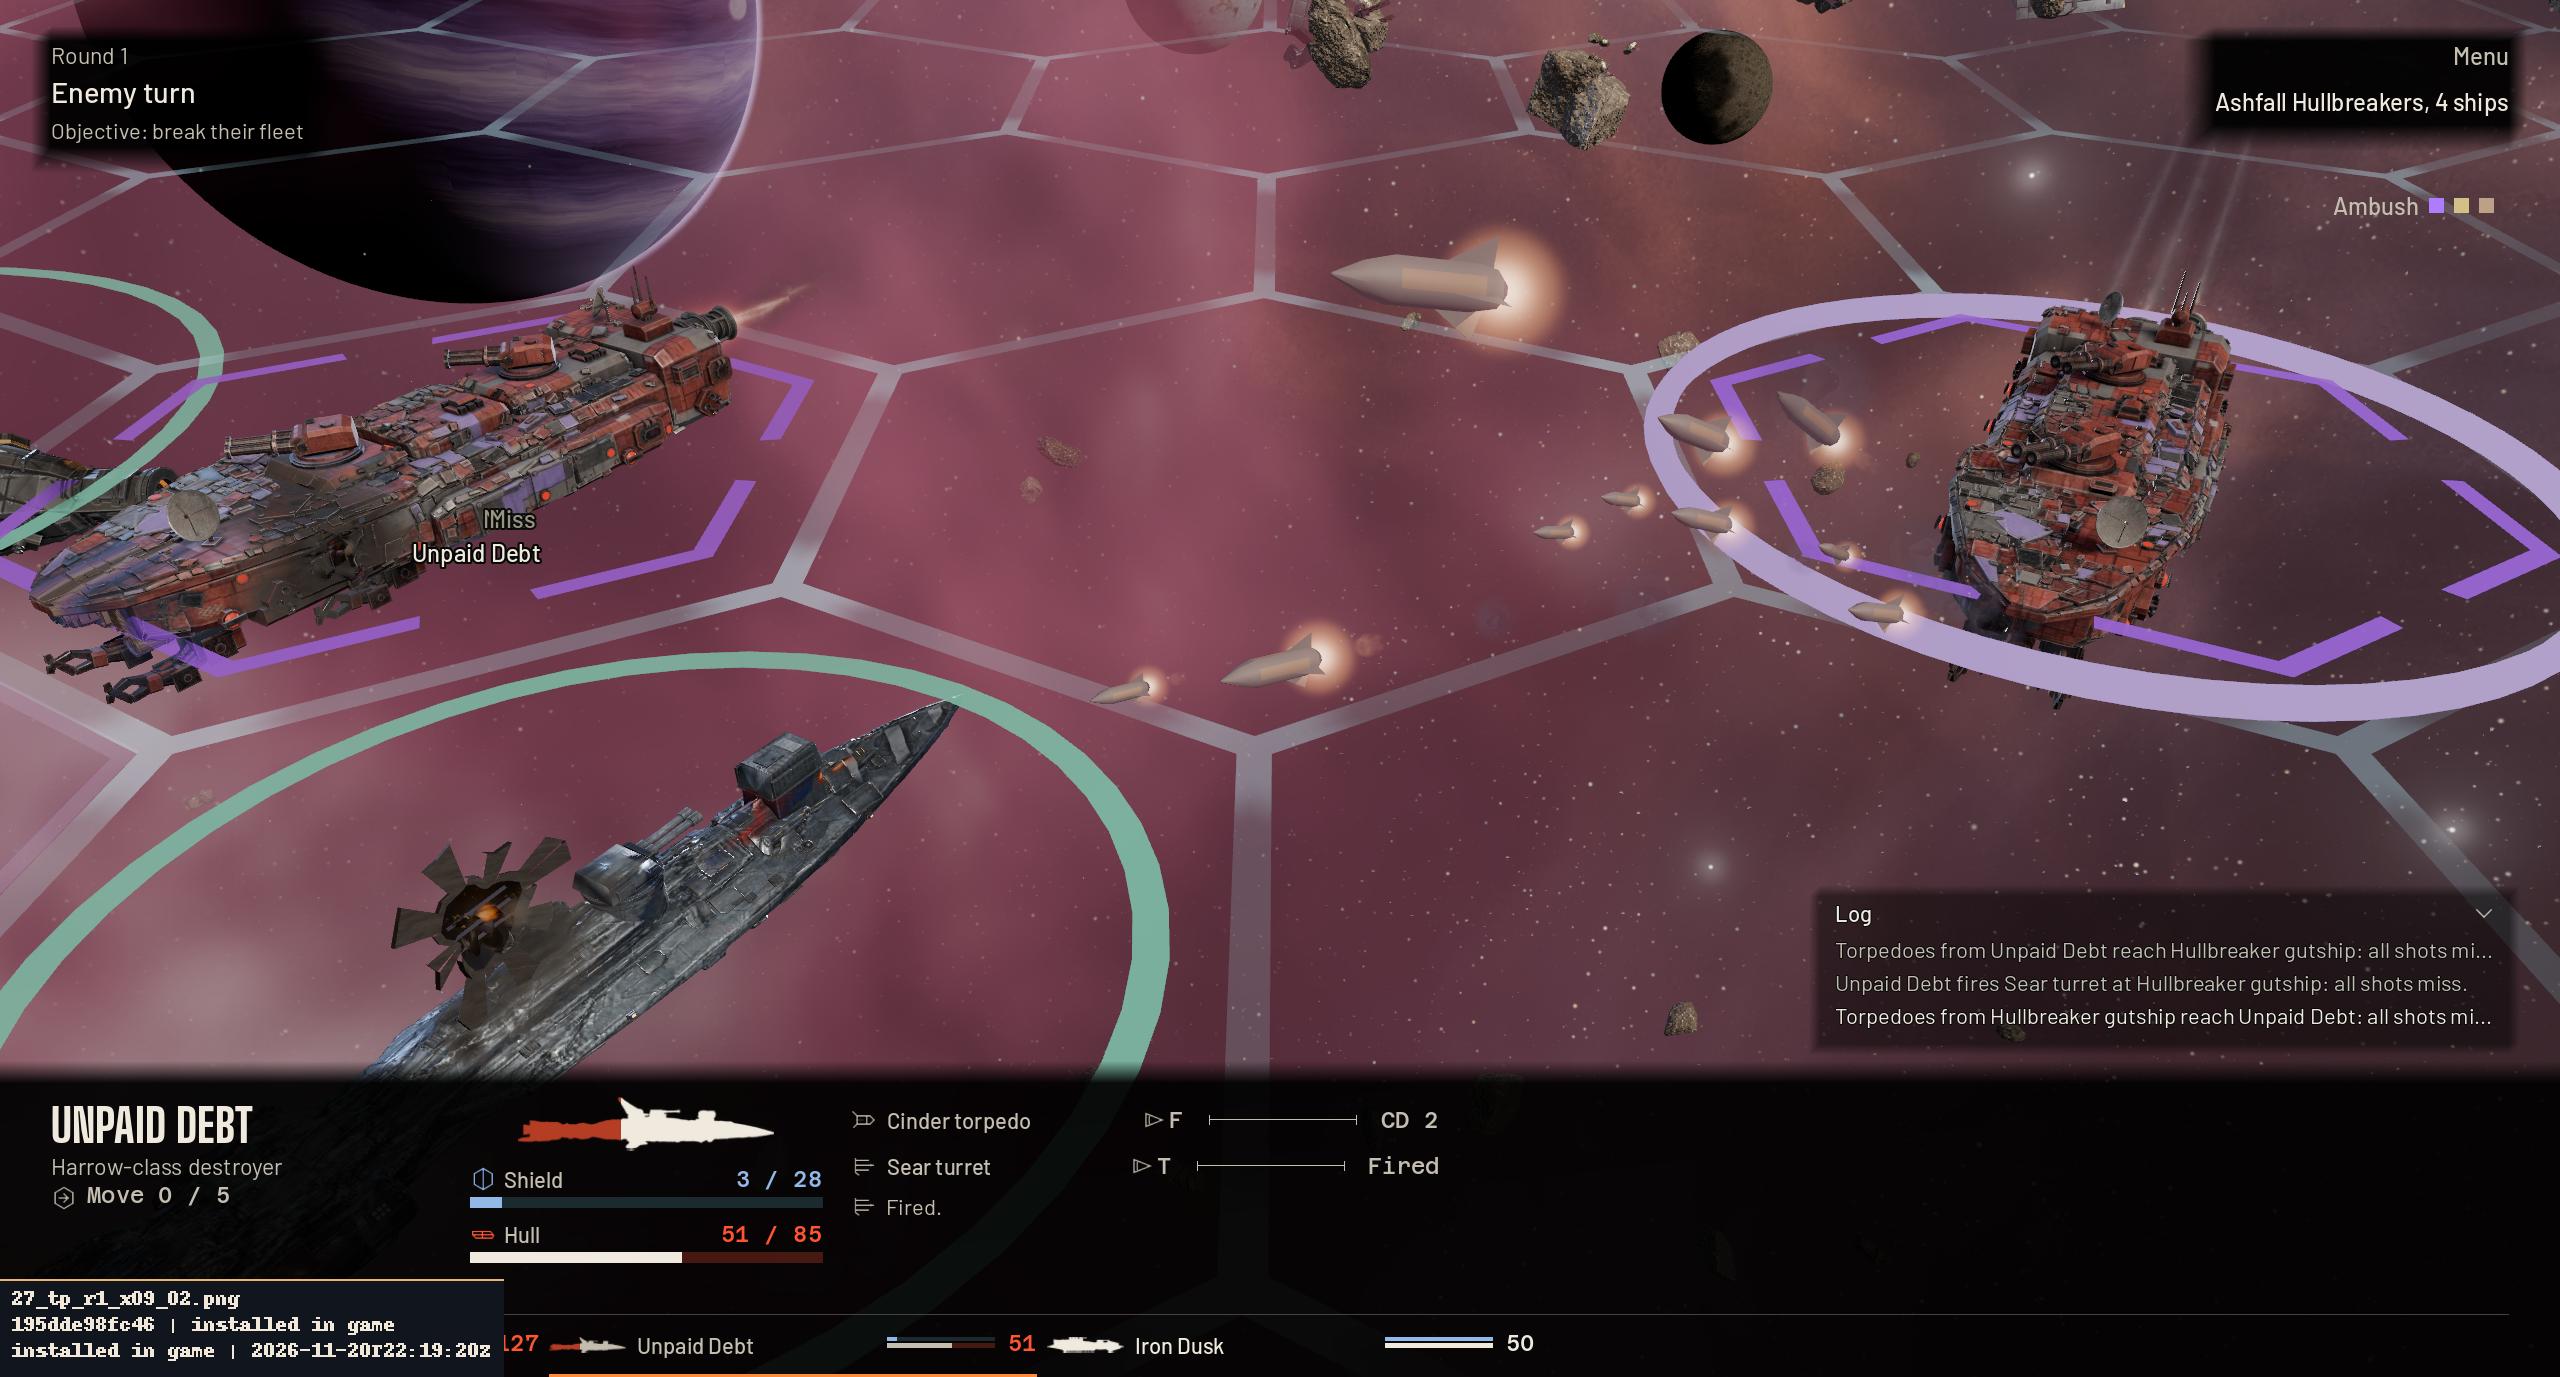 Round 1
Enemy turn
Objective: break their fleet
Menu
Ashfall Hullbreakers, 4 ships
Ambush
Miss
Unpaid Debt
Log
Torpedoes from Unpaid Debt reach Hullbreaker gutship: all shots mi...
Unpaid Debt fires Sear turret at Hullbreaker gutship: all shots miss.
Torpedoes from Hullbreaker gutship reach Unpaid Debt: all shots mi...
UNPAID DEBT
Harrow-class destroyer
Move 0 / 5
Shield 3 / 28
Hull 51 / 85
Cinder torpedo F CD 2
Sear turret T Fired
Fired.
27_tp_r1_x09_02.png
195dde98fc46 | installed in game
installed in game | 2026-11-20T22:19:20Z
127 Unpaid Debt 51 Iron Dusk 50